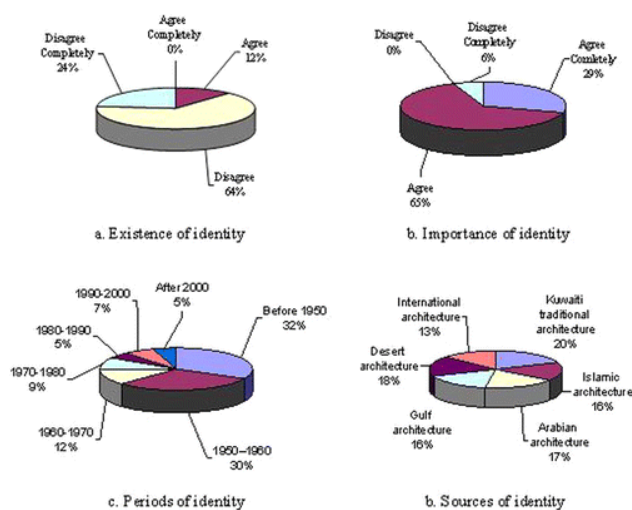 Agree
Completely
0%
Disagree
Completely
24%
Agree
12%
Disagree
64%
a. Existence of identity
Disagree
0%
Disagree
Completely
6%
Agree
Comletely
29%
Agree
65%
b. Importance of identity
1990-2000
7%
After 2000
5%
Before 1950
32%
1980-1990
5%
1970-1980
9%
1960-1970
12%
1950–1960
30%
c. Periods of identity
International
architecture
13%
Kuwaiti
traditional
architecture
20%
Desert
architecture
18%
Islamic
architecture
16%
Gulf
architecture
16%
Arabian
architecture
17%
b. Sources of identity